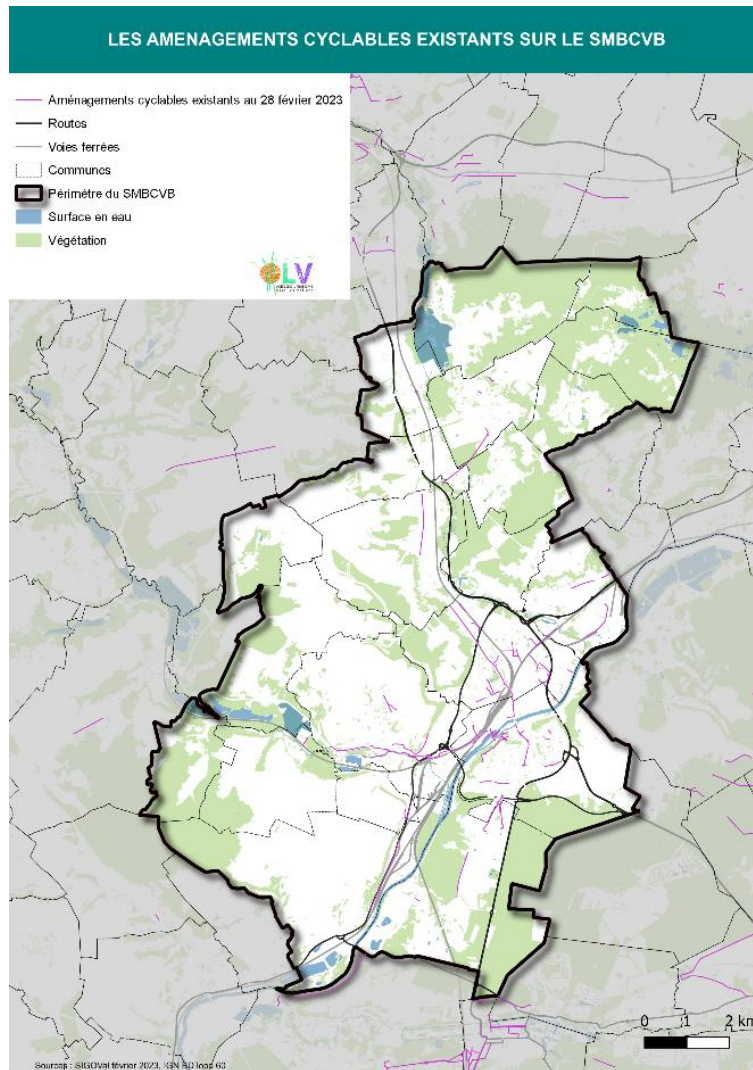 LES AMENAGEMENTS CYCLABLES EXISTANTS SUR LE SMBCVB
Aménagements cyclables existants au 28 février 2023
Routes
Voies ferrées
Communes
Périmètre du SMBCVB
Surface en eau
Végétation
OLV
0 1 2 km
Sources : SIGOVal février 2023, IGN BD topo 60